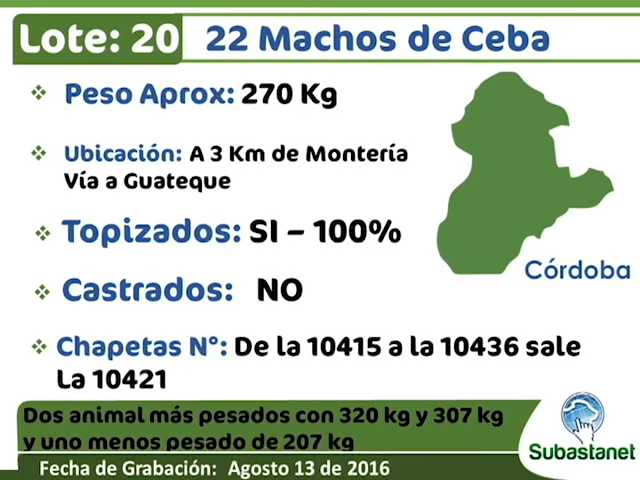 Lote: 20
22 Machos de Ceba
Peso Aprox: 270 Kg
Ubicación: A 3 Km de Montería
Vía a Guateque
Topizados: SI – 100%
Córdoba
Castrados: NO
Chapetas N°: De la 10415 a la 10436 sale
La 10421
Dos animal más pesados con 320 kg y 307 kg
y uno menos pesado de 207 kg
Subastanet
Fecha de Grabación: Agosto 13 de 2016